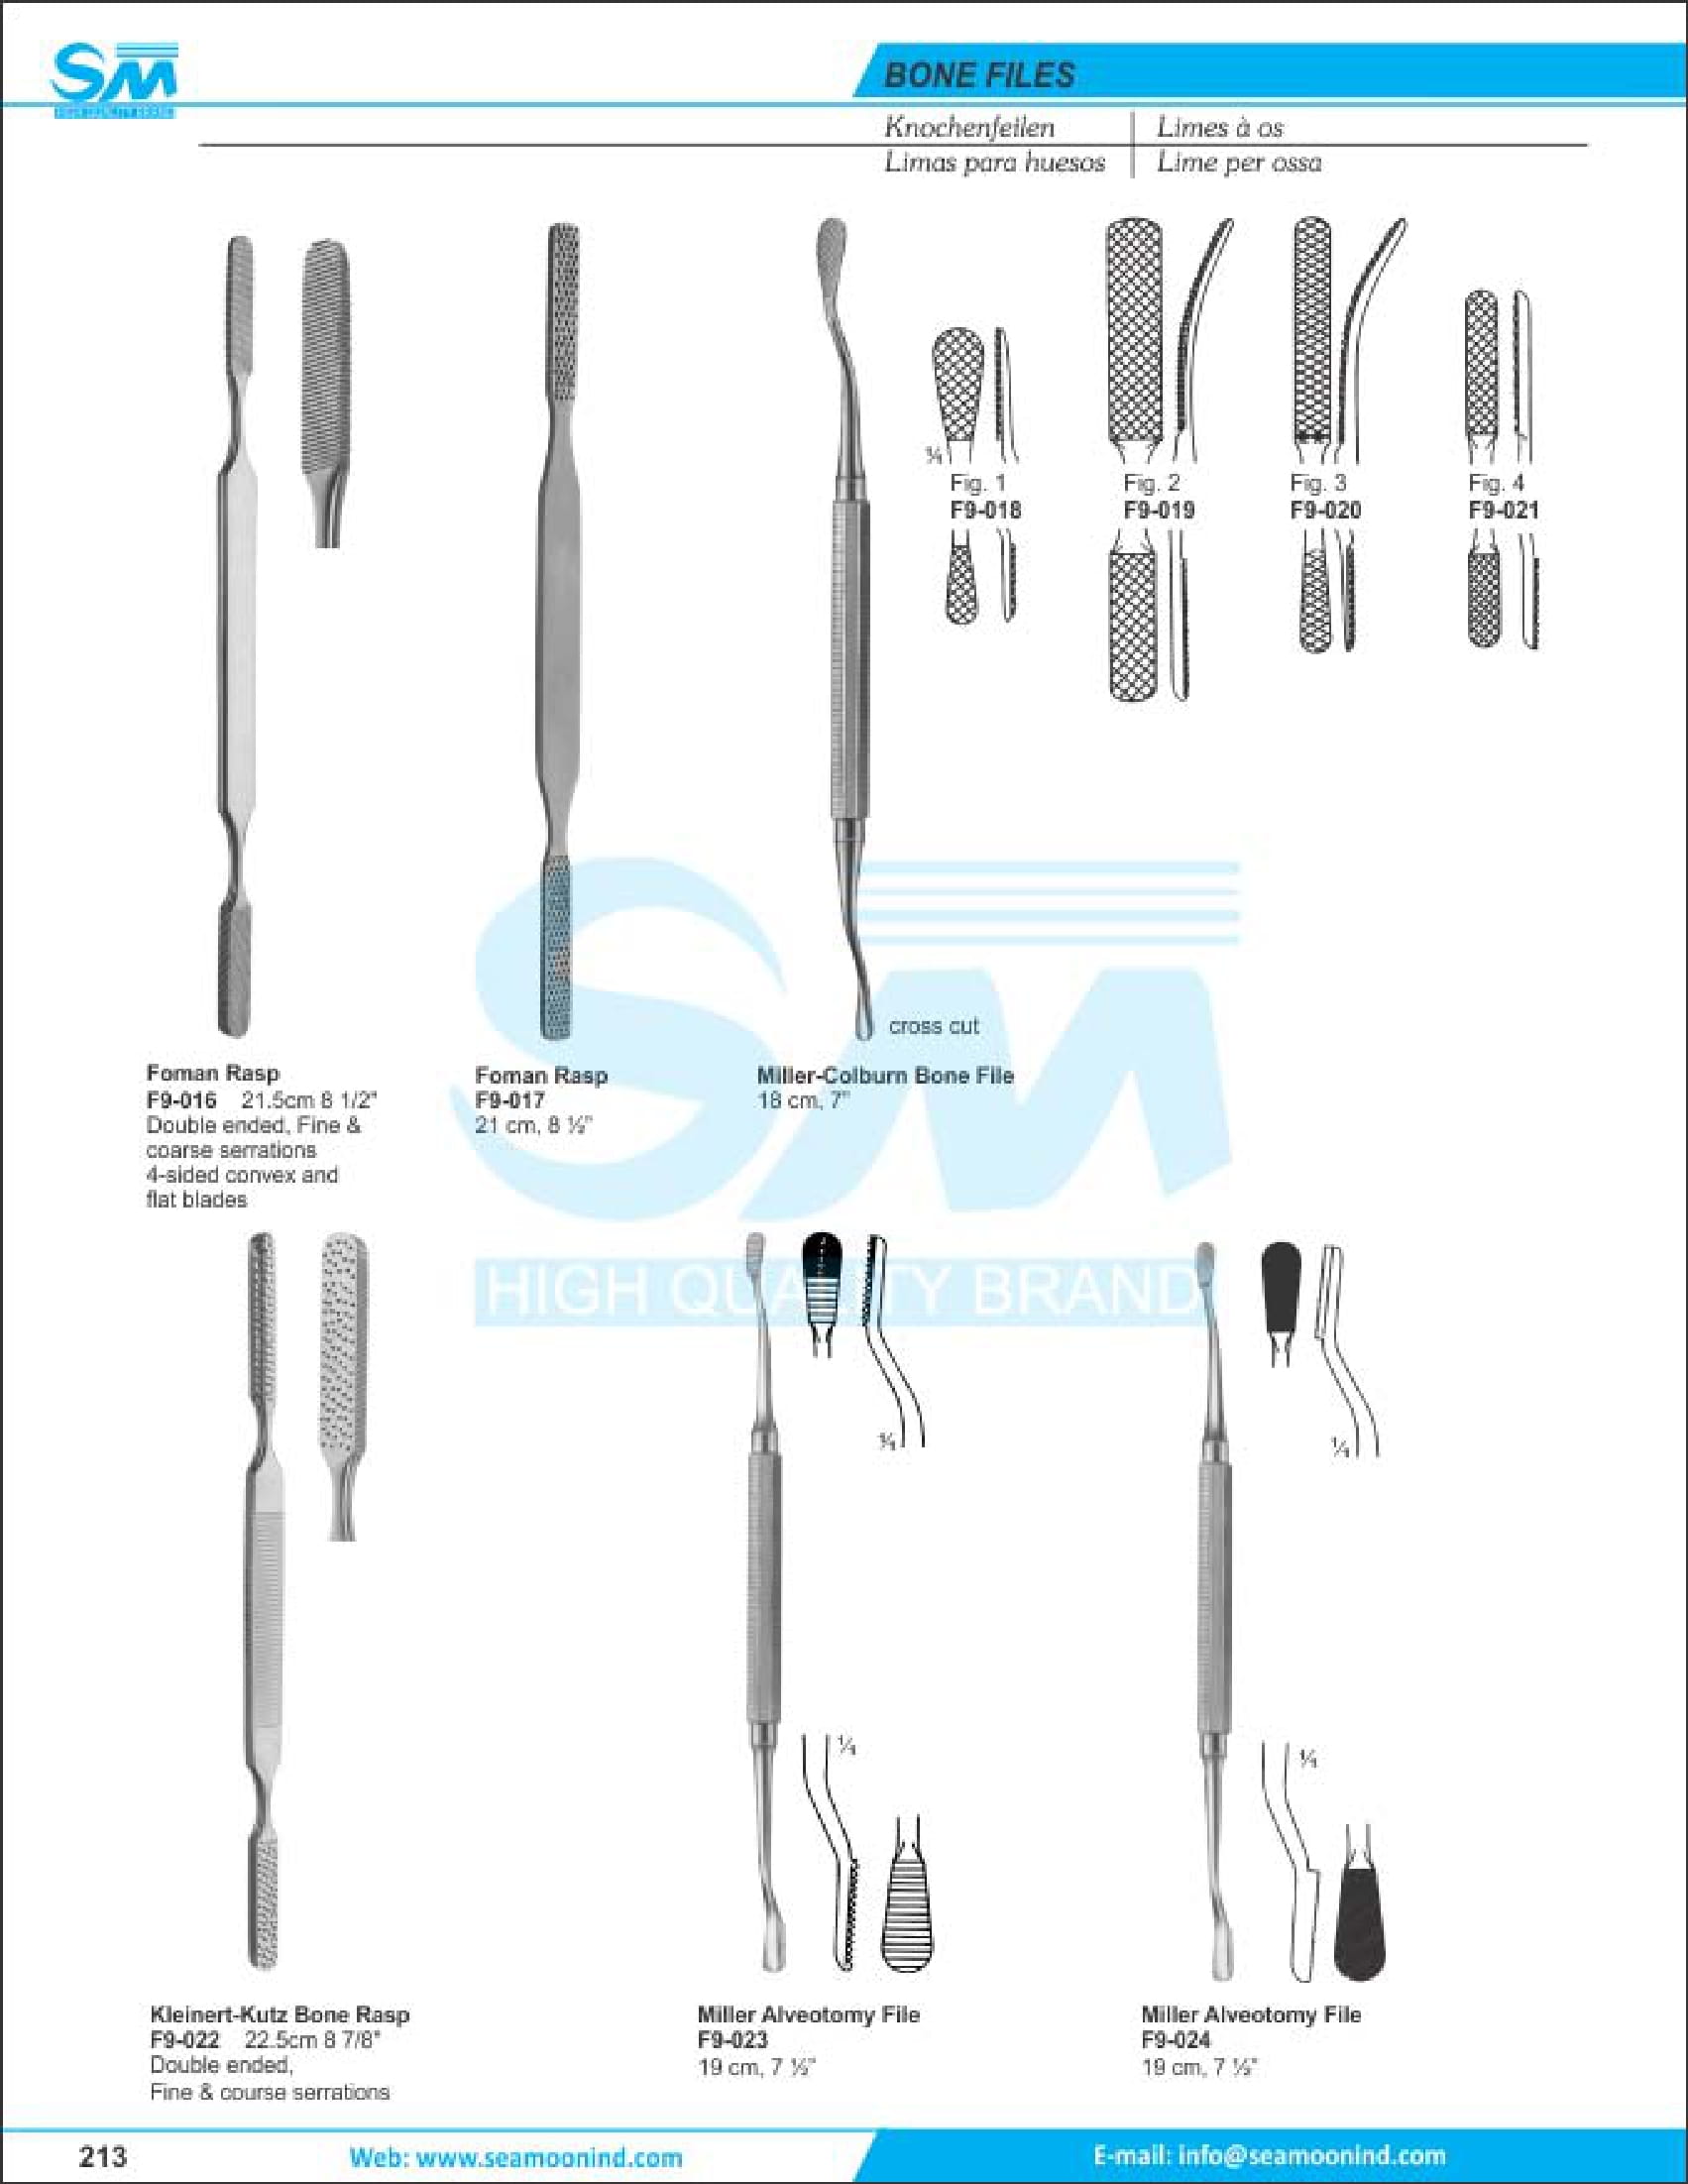 SM
HIGH QUALITY BRAND
BONE FILES
Knochenfeilen
Limes à os
Limas para huesos
Lime per ossa
Fig. 1
F9-018
Fig. 2
F9-019
Fig. 3
F9-020
Fig. 4
F9-021
cross cut
Foman Rasp
F9-016 21.5cm 8 1/2"
Double ended, Fine &
coarse serrations
4-sided convex and
flat blades
Foman Rasp
F9-017
21 cm, 8 ½"
Miller-Colburn Bone File
18 cm, 7"
SM
HIGH QUALITY BRAND
¼
¼
¼
Kleinert-Kutz Bone Rasp
F9-022 22.5cm 8 7/8"
Double ended,
Fine & course serrations
Miller Alveotomy File
F9-023
19 cm, 7 ½"
Miller Alveotomy File
F9-024
19 cm, 7 ½"
213
Web: www.seamoonind.com
E-mail: info@seamoonind.com